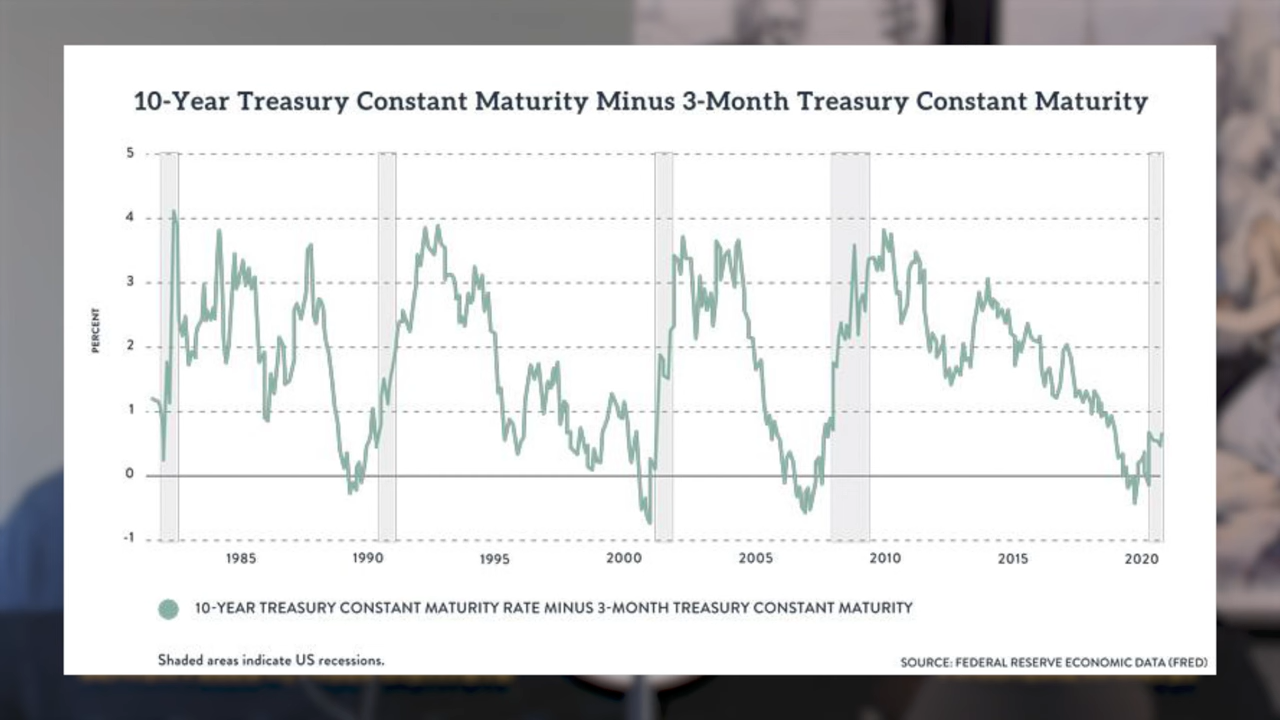 10-Year Treasury Constant Maturity Minus 3-Month Treasury Constant Maturity
5
4
3
2
1
0
-1
PERCENT
1985 1990 1995 2000 2005 2010 2015 2020
10-YEAR TREASURY CONSTANT MATURITY RATE MINUS 3-MONTH TREASURY CONSTANT MATURITY
Shaded areas indicate US recessions.
SOURCE: FEDERAL RESERVE ECONOMIC DATA (FRED)